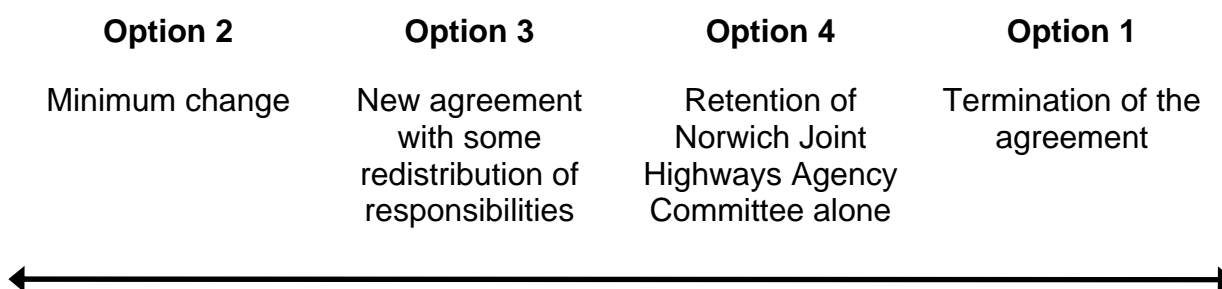 Option 2
Minimum change
Option 3
New agreement
with some
redistribution of
responsibilities
Option 4
Retention of
Norwich Joint
Highways Agency
Committee alone
Option 1
Termination of the
agreement